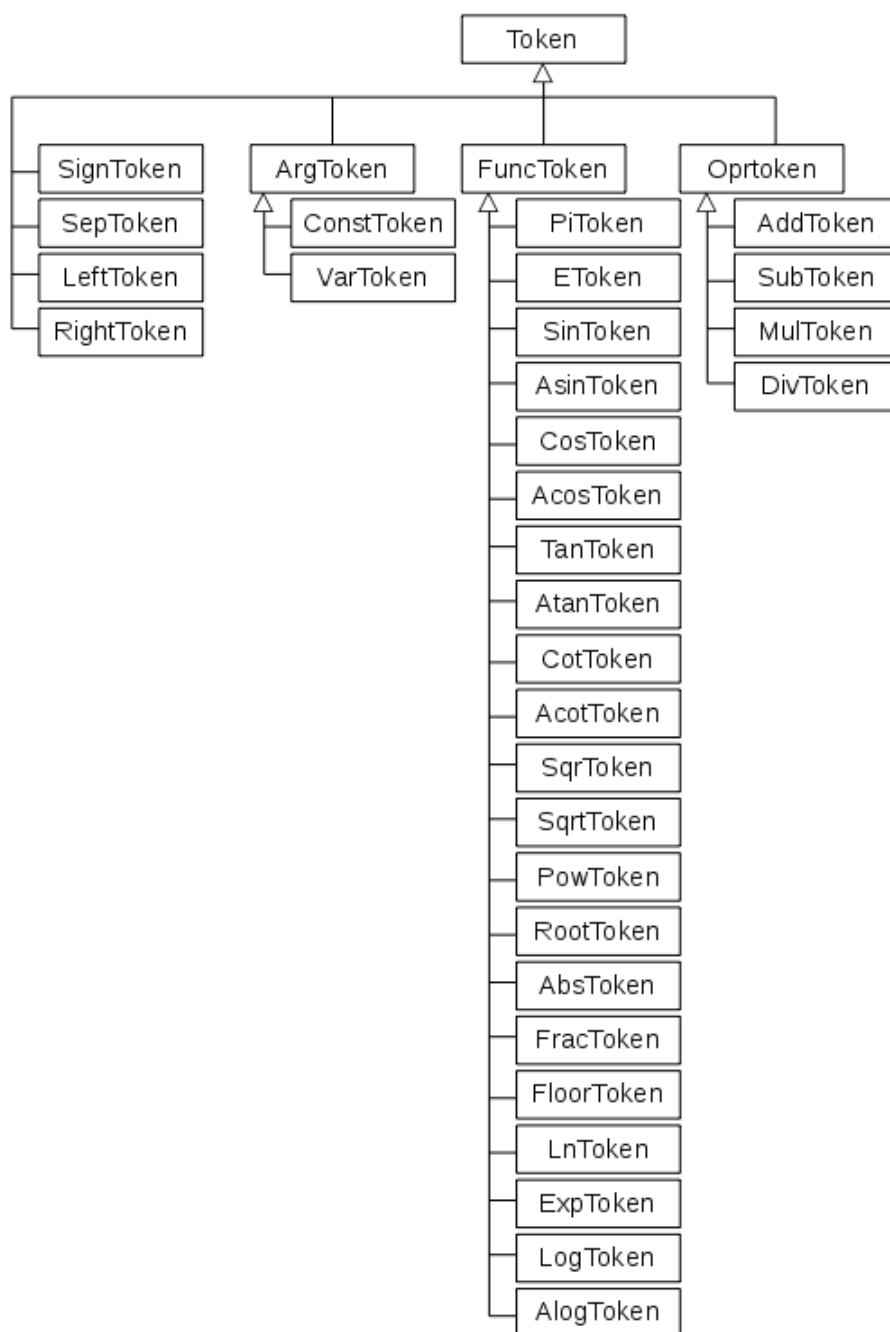 Token
SignToken
SepToken
LeftToken
RightToken
ArgToken
ConstToken
VarToken
FuncToken
PiToken
EToken
SinToken
AsinToken
CosToken
AcosToken
TanToken
AtanToken
CotToken
AcotToken
SqrToken
SqrtToken
PowToken
RootToken
AbsToken
FracToken
FloorToken
LnToken
ExpToken
LogToken
AlogToken
Oprtoken
AddToken
SubToken
MulToken
DivToken